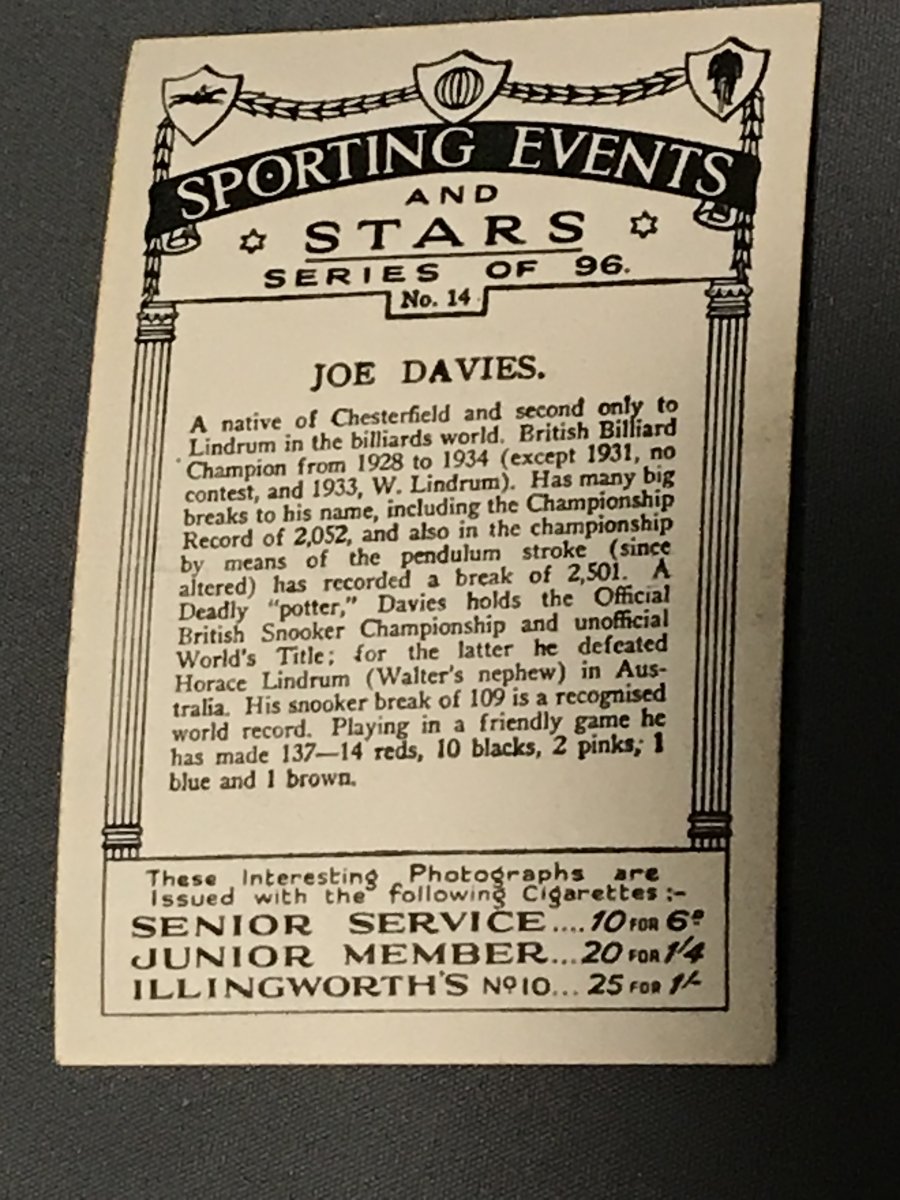 SPORTING EVENTS
AND
STARS
SERIES OF 96.
No. 14
JOE DAVIES.
A native of Chesterfield and second only to
Lindrum in the billiards world. British Billiard
Champion from 1928 to 1934 (except 1931, no
contest, and 1933, W. Lindrum). Has many big
breaks to his name, including the Championship
Record of 2,052, and also in the championship
by means of the pendulum stroke (since
altered) has recorded a break of 2,501. A
Deadly "potter," Davies holds the Official
British Snooker Championship and unofficial
World's Title; for the latter he defeated
Horace Lindrum (Walter's nephew) in Aus-
tralia. His snooker break of 109 is a recognised
world record. Playing in a friendly game he
has made 137—14 reds, 10 blacks, 2 pinks, 1
blue and 1 brown.
These Interesting Photographs are
Issued with the following Cigarettes:-
SENIOR SERVICE....10 FOR 6ᴰ
JUNIOR MEMBER...20 FOR 1/4
ILLINGWORTH'S Nº10...25 FOR 1/-